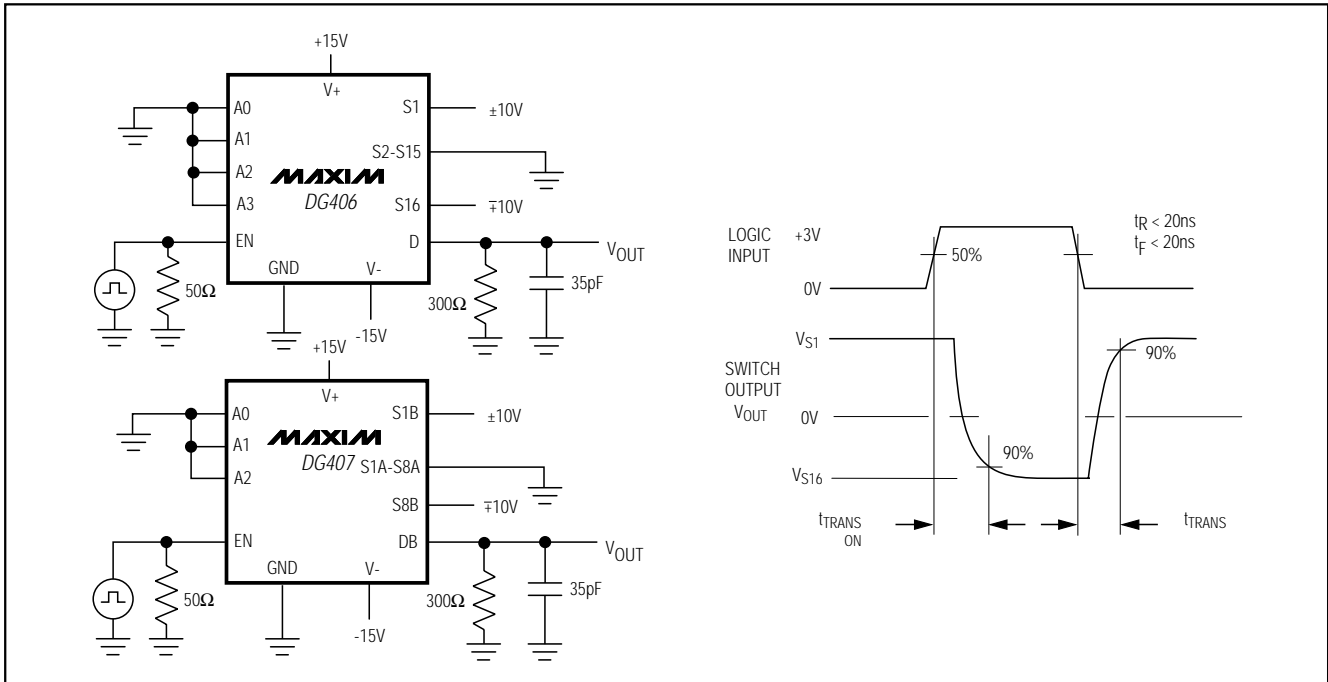 +15V
V+
A0
A1
A2
A3
EN
GND
V-
S1
S2-S15
S16
D
MAXIM
DG406
±10V
∓10V
VOUT
50Ω
300Ω
35pF
-15V
+15V
V+
A0
A1
A2
EN
GND
V-
S1B
S1A-S8A
S8B
DB
MAXIM
DG407
±10V
∓10V
VOUT
50Ω
300Ω
35pF
-15V
LOGIC
INPUT
+3V
0V
50%
tR < 20ns
tF < 20ns
VS1
SWITCH
OUTPUT
VOUT
0V
VS16
90%
90%
tTRANS
ON
tTRANS